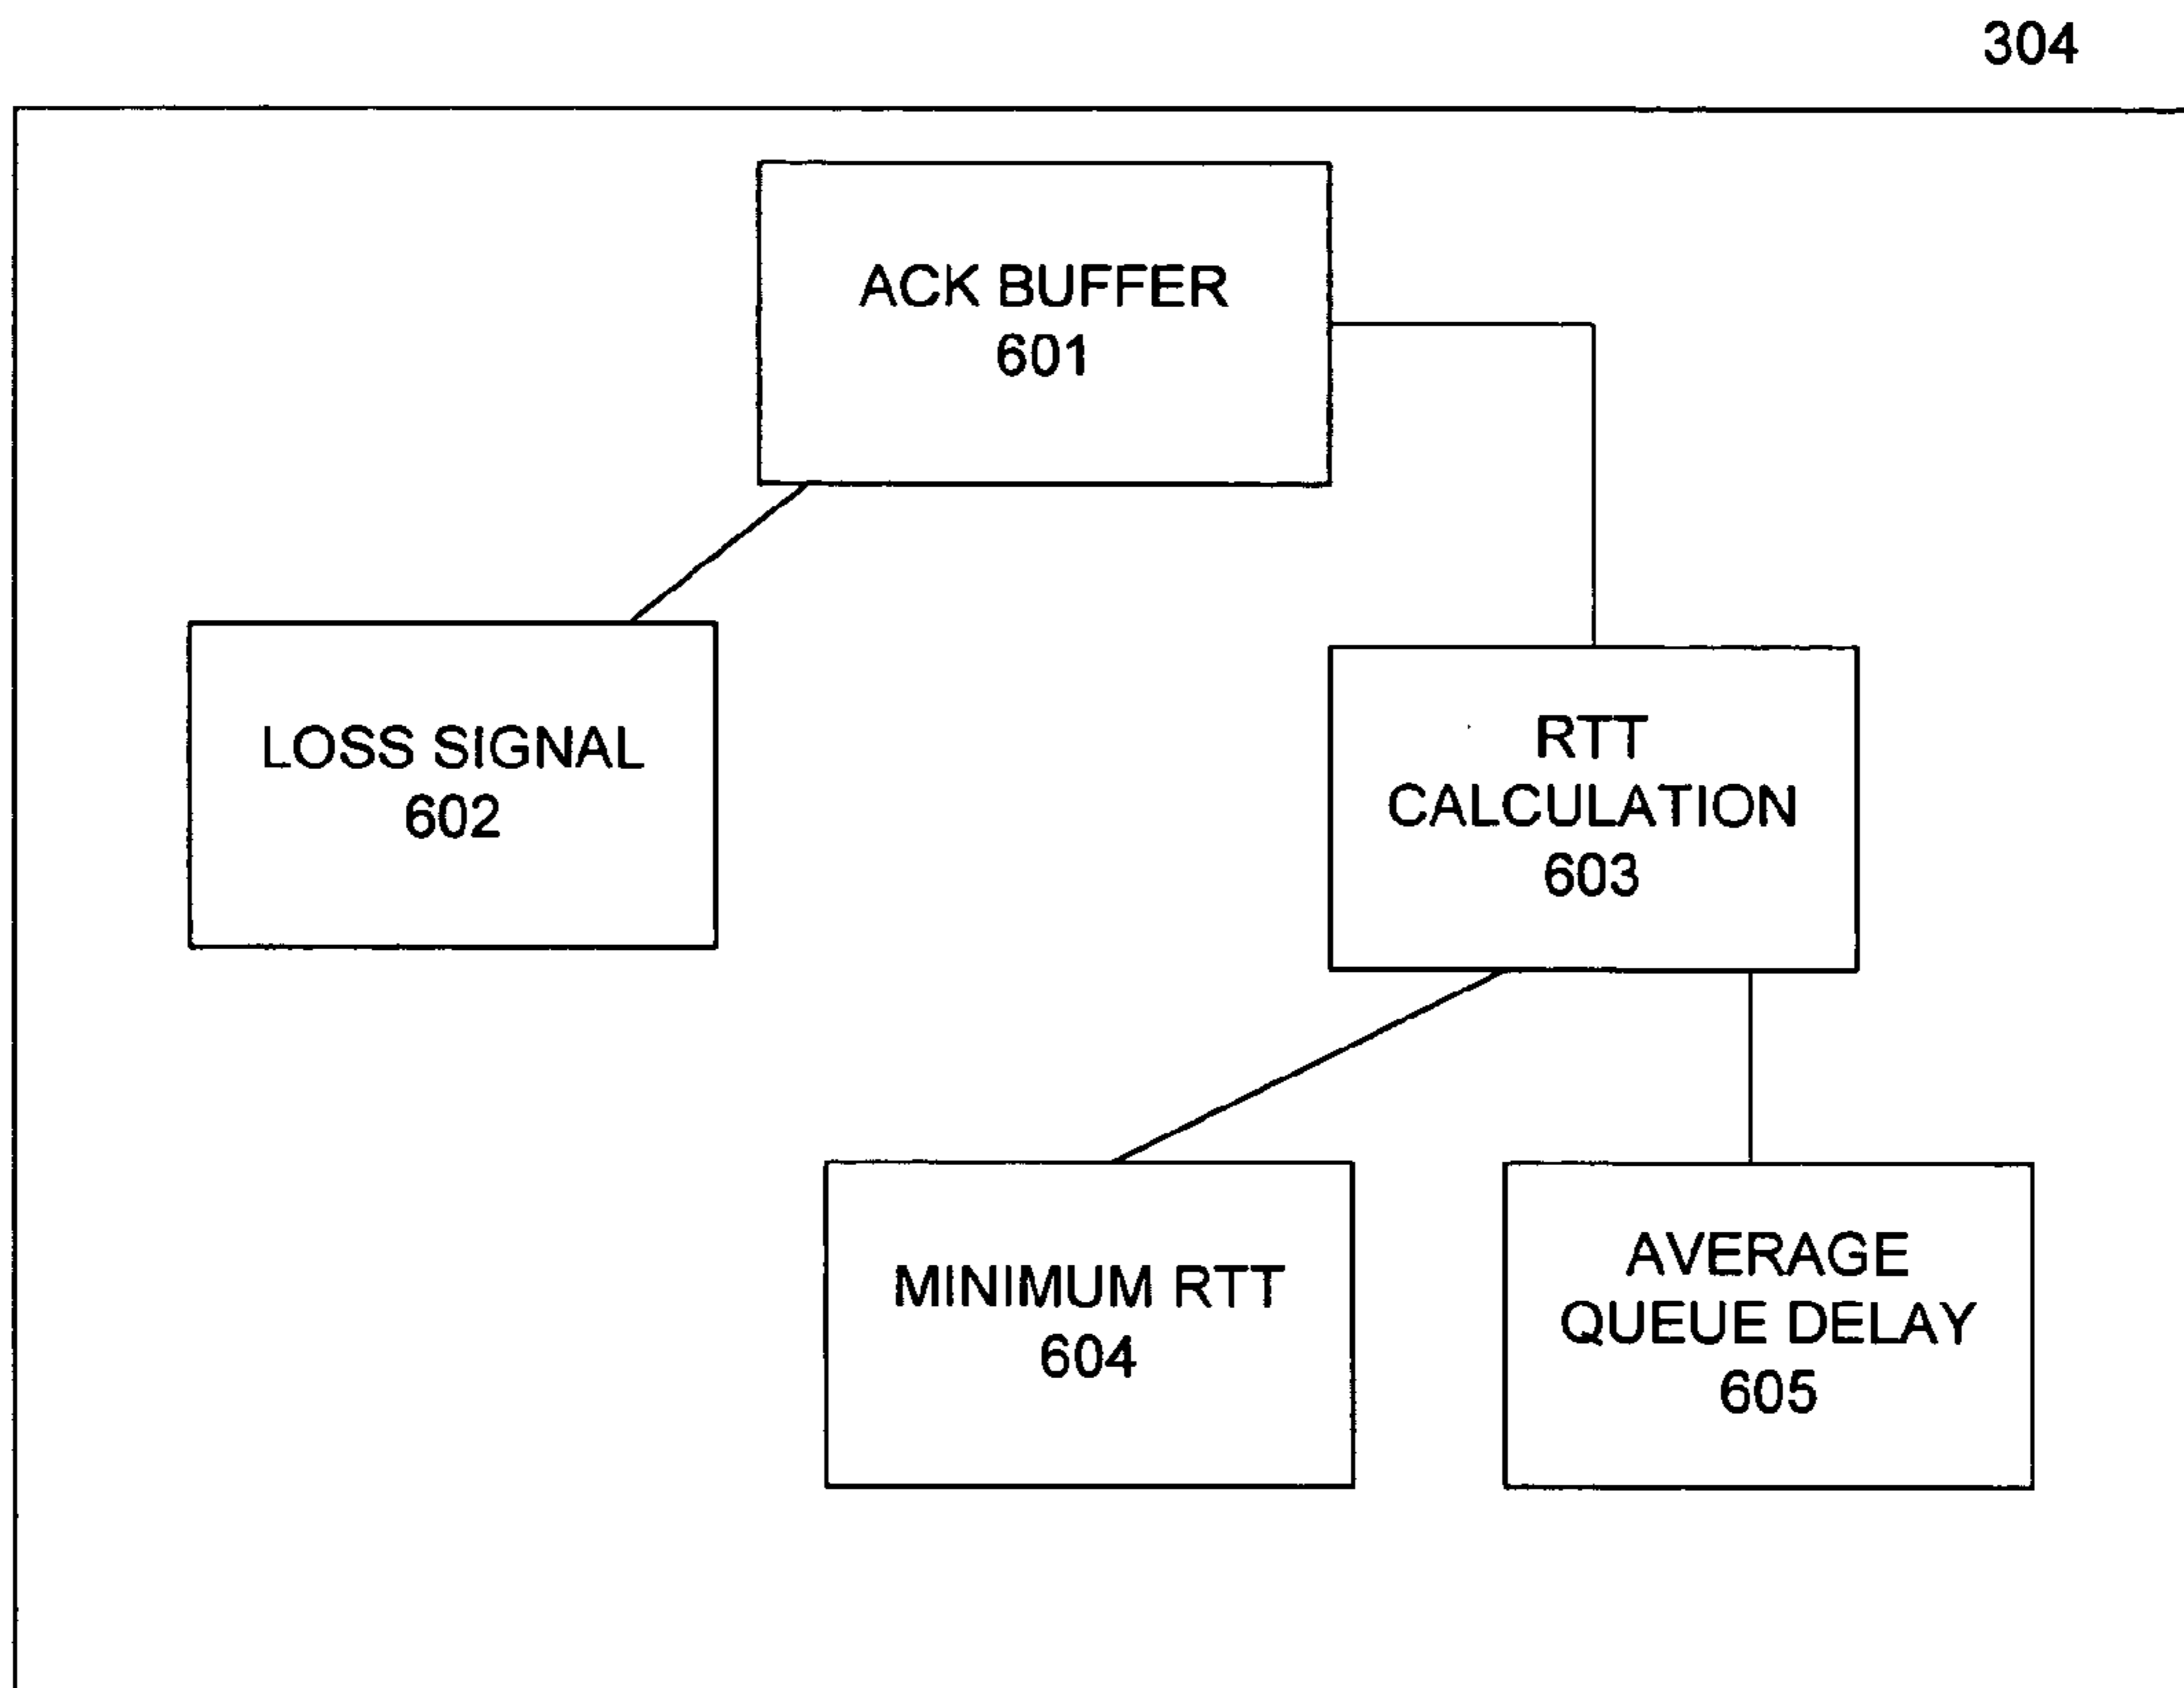 304
ACK BUFFER
601
LOSS SIGNAL
602
RTT
CALCULATION
603
MINIMUM RTT
604
AVERAGE
QUEUE DELAY
605